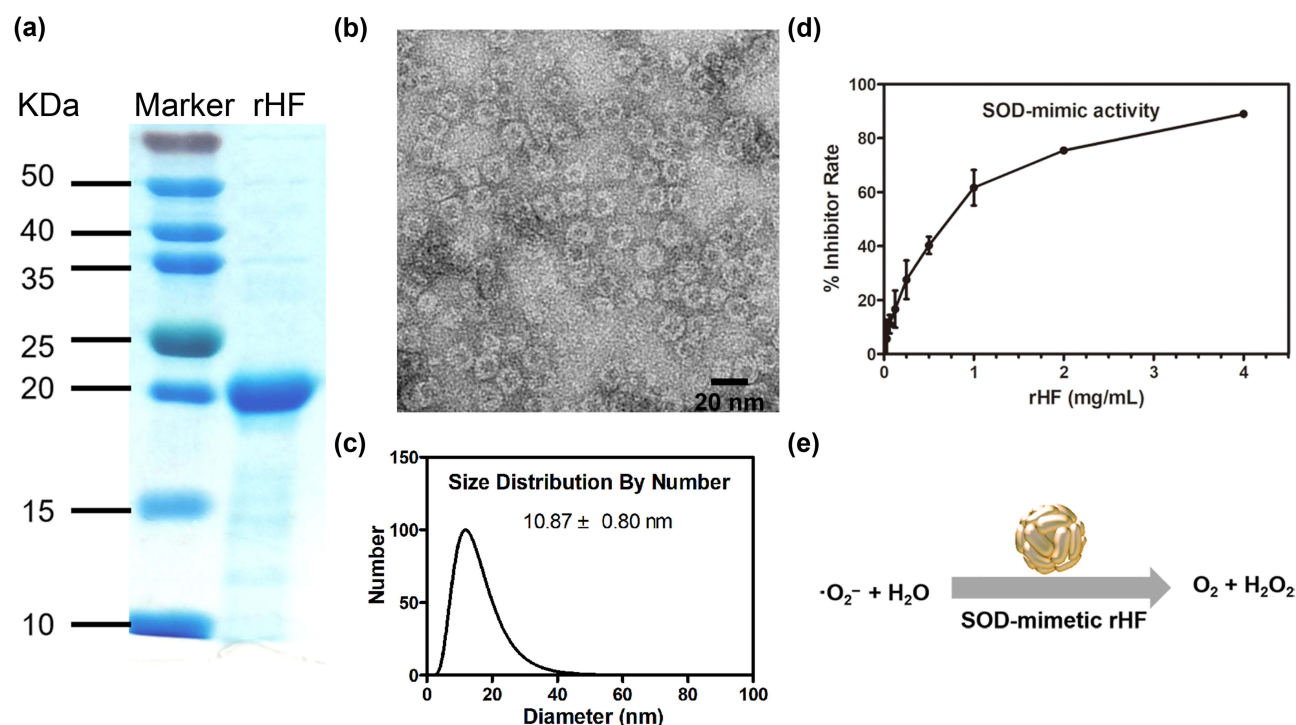 (a)
KDa
Marker rHF
50
40
35
25
20
15
10
(b)
20 nm
(c)
Size Distribution By Number
10.87 ± 0.80 nm
Number
150
100
50
0
0 20 40 60 80 100
Diameter (nm)
(d)
SOD-mimic activity
% Inhibitor Rate
100
80
60
40
20
0
0 2 4
rHF (mg/mL)
(e)
·O₂⁻ + H₂O
O₂ + H₂O₂
SOD-mimetic rHF